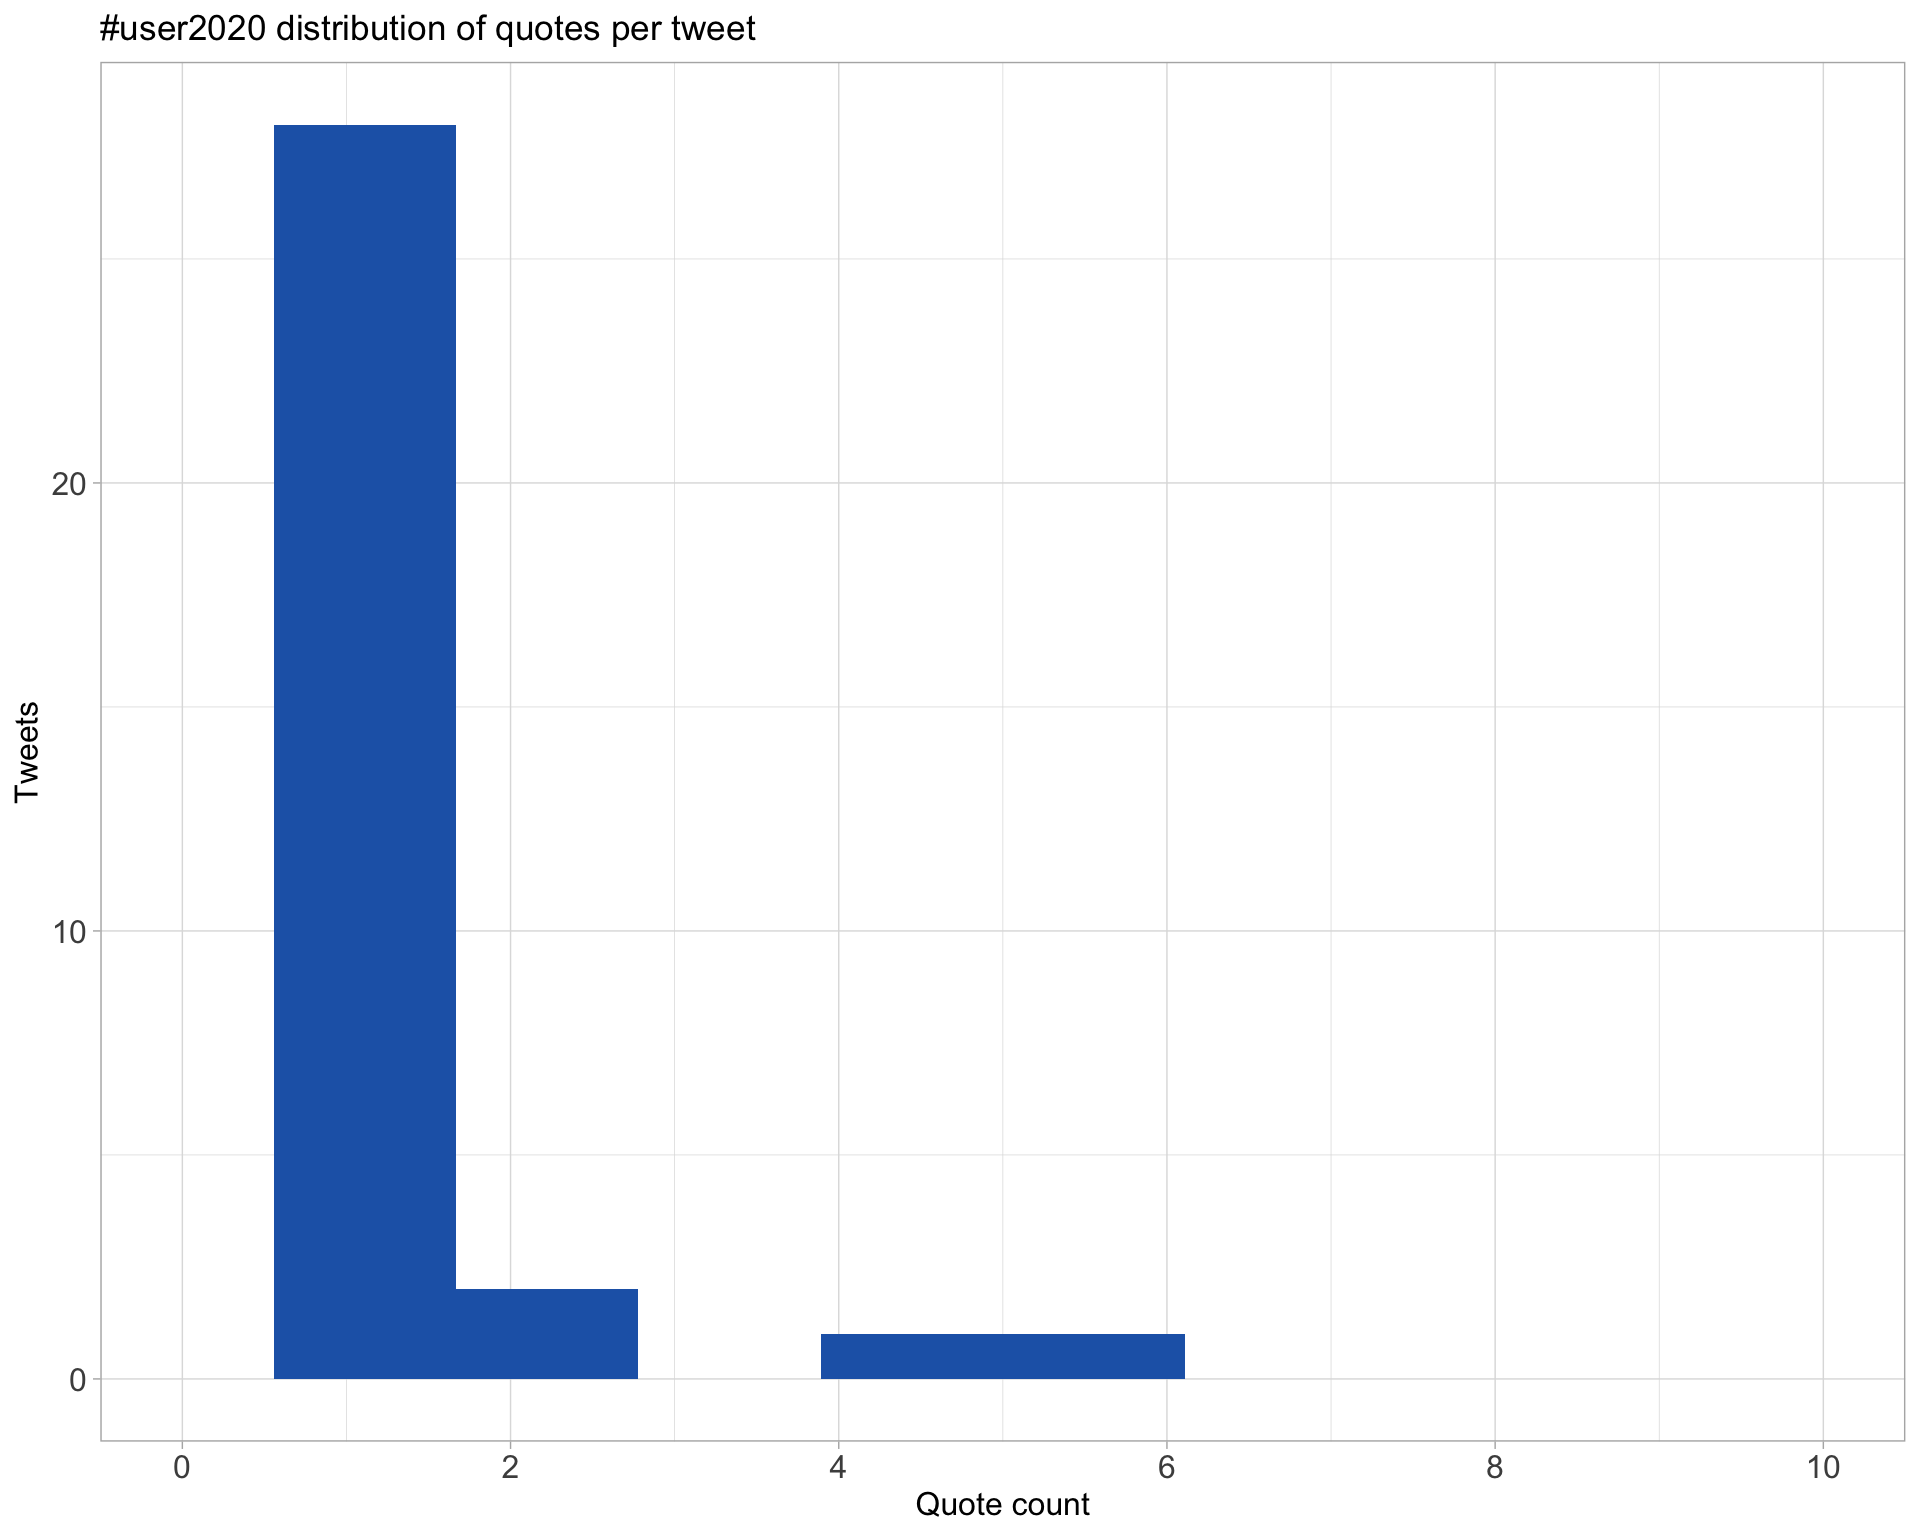 #user2020 distribution of quotes per tweet
20
10
0
Tweets
0 2 4 6 8 10
Quote count